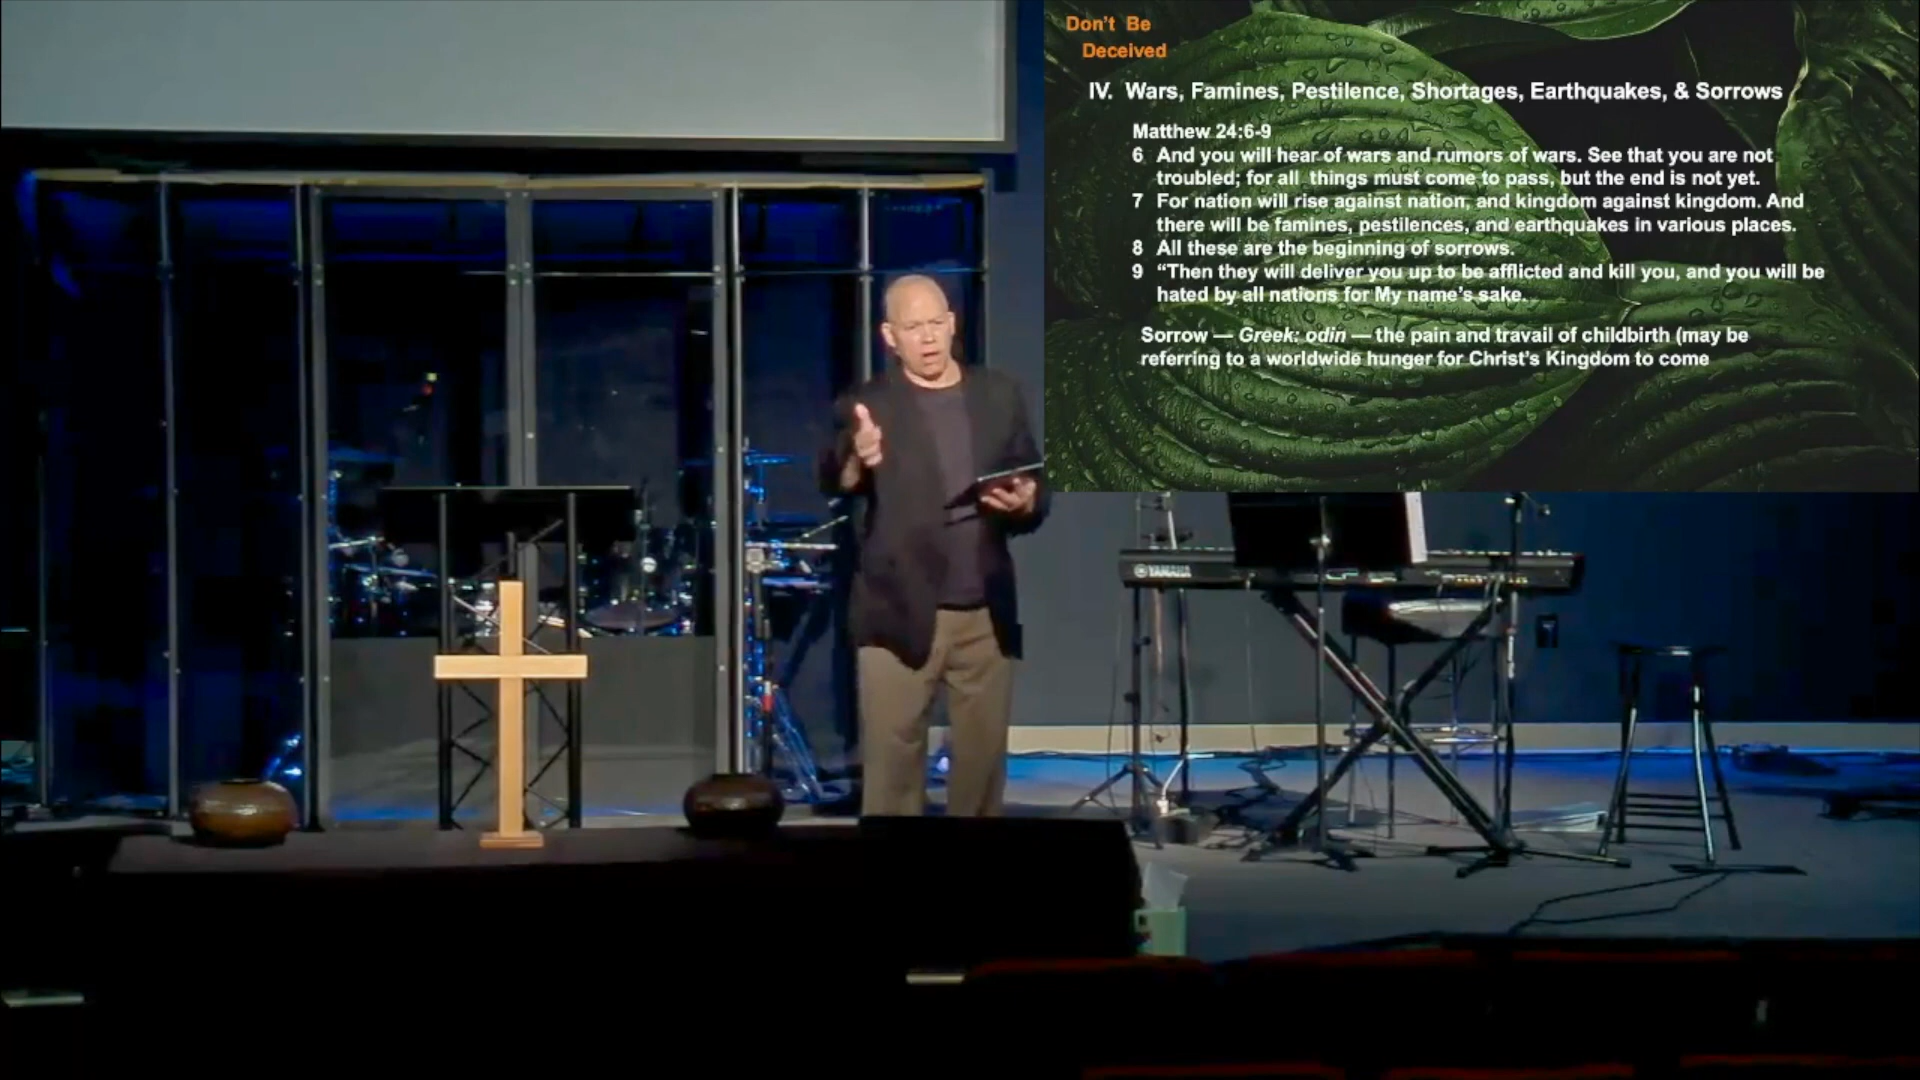 Don't Be
Deceived
IV. Wars, Famines, Pestilence, Shortages, Earthquakes, & Sorrows
Matthew 24:6-9
6 And you will hear of wars and rumors of wars. See that you are not
troubled; for all things must come to pass, but the end is not yet.
7 For nation will rise against nation, and kingdom against kingdom. And
there will be famines, pestilences, and earthquakes in various places.
8 All these are the beginning of sorrows.
9 “Then they will deliver you up to be afflicted and kill you, and you will be
hated by all nations for My name’s sake.
Sorrow — Greek: odin — the pain and travail of childbirth (may be
referring to a worldwide hunger for Christ’s Kingdom to come
YAMAHA